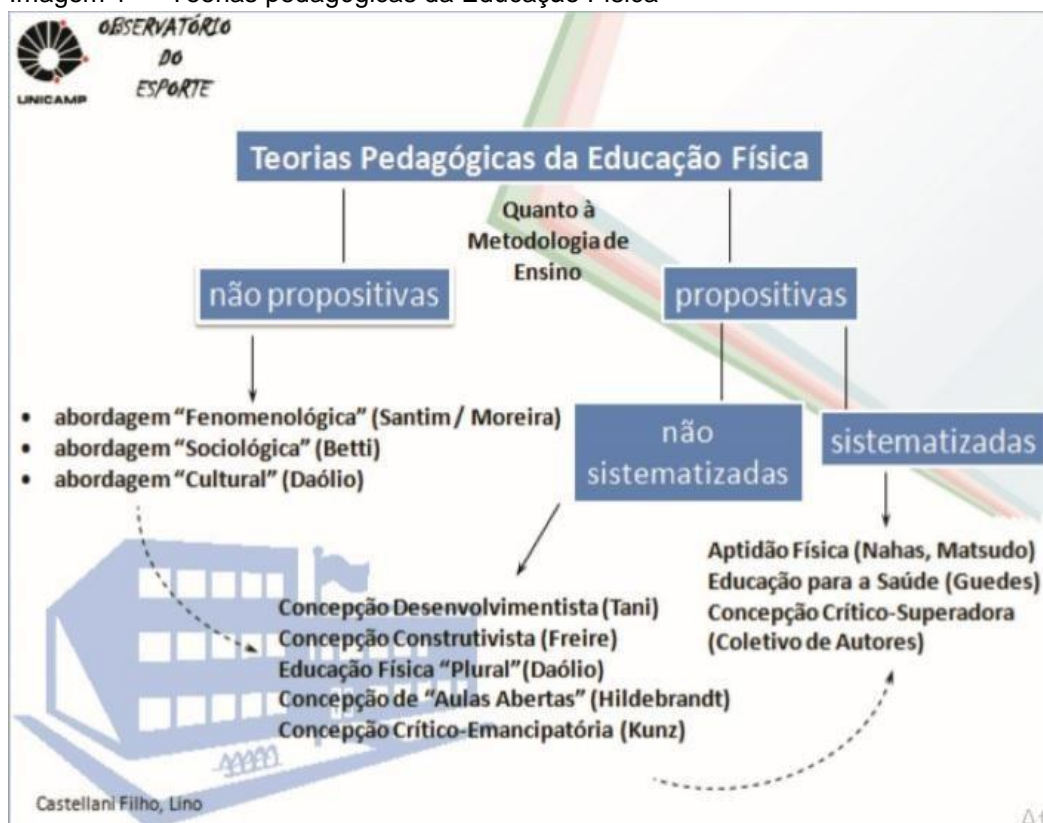 Imagem 1 — Teorias pedagógicas da Educação Física
OBSERVATÓRIO
DO
ESPORTE
UNICAMP
Teorias Pedagógicas da Educação Física
Quanto à
Metodologia de
Ensino
não propositivas
propositivas
• abordagem “Fenomenológica” (Santim / Moreira)
• abordagem “Sociológica” (Betti)
• abordagem “Cultural” (Daólio)
não
sistematizadas
sistematizadas
Concepção Desenvolvimentista (Tani)
Concepção Construtivista (Freire)
Educação Física “Plural”(Daólio)
Concepção de “Aulas Abertas” (Hildebrandt)
Concepção Crítico-Emancipatória (Kunz)
Aptidão Física (Nahas, Matsudo)
Educação para a Saúde (Guedes)
Concepção Crítico-Superadora
(Coletivo de Autores)
Castellani Filho, Lino